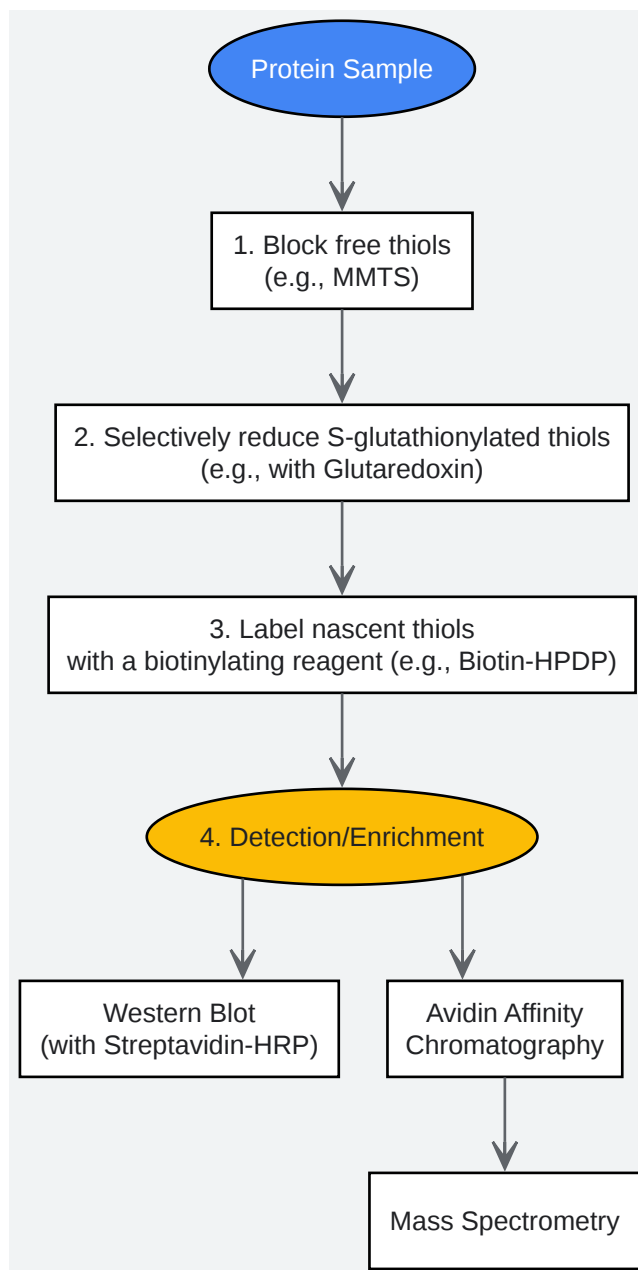 Protein Sample
1. Block free thiols
(e.g., MMTS)
2. Selectively reduce S-glutathionylated thiols
(e.g., with Glutaredoxin)
3. Label nascent thiols
with a biotinylating reagent (e.g., Biotin-HPDP)
4. Detection/Enrichment
Western Blot
(with Streptavidin-HRP)
Avidin Affinity
Chromatography
Mass Spectrometry